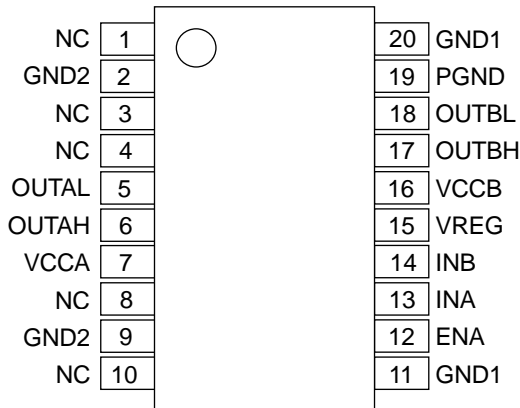 NC 1 20 GND1
GND2 2 19 PGND
NC 3 18 OUTBL
NC 4 17 OUTBH
OUTAL 5 16 VCCB
OUTAH 6 15 VREG
VCCA 7 14 INB
NC 8 13 INA
GND2 9 12 ENA
NC 10 11 GND1